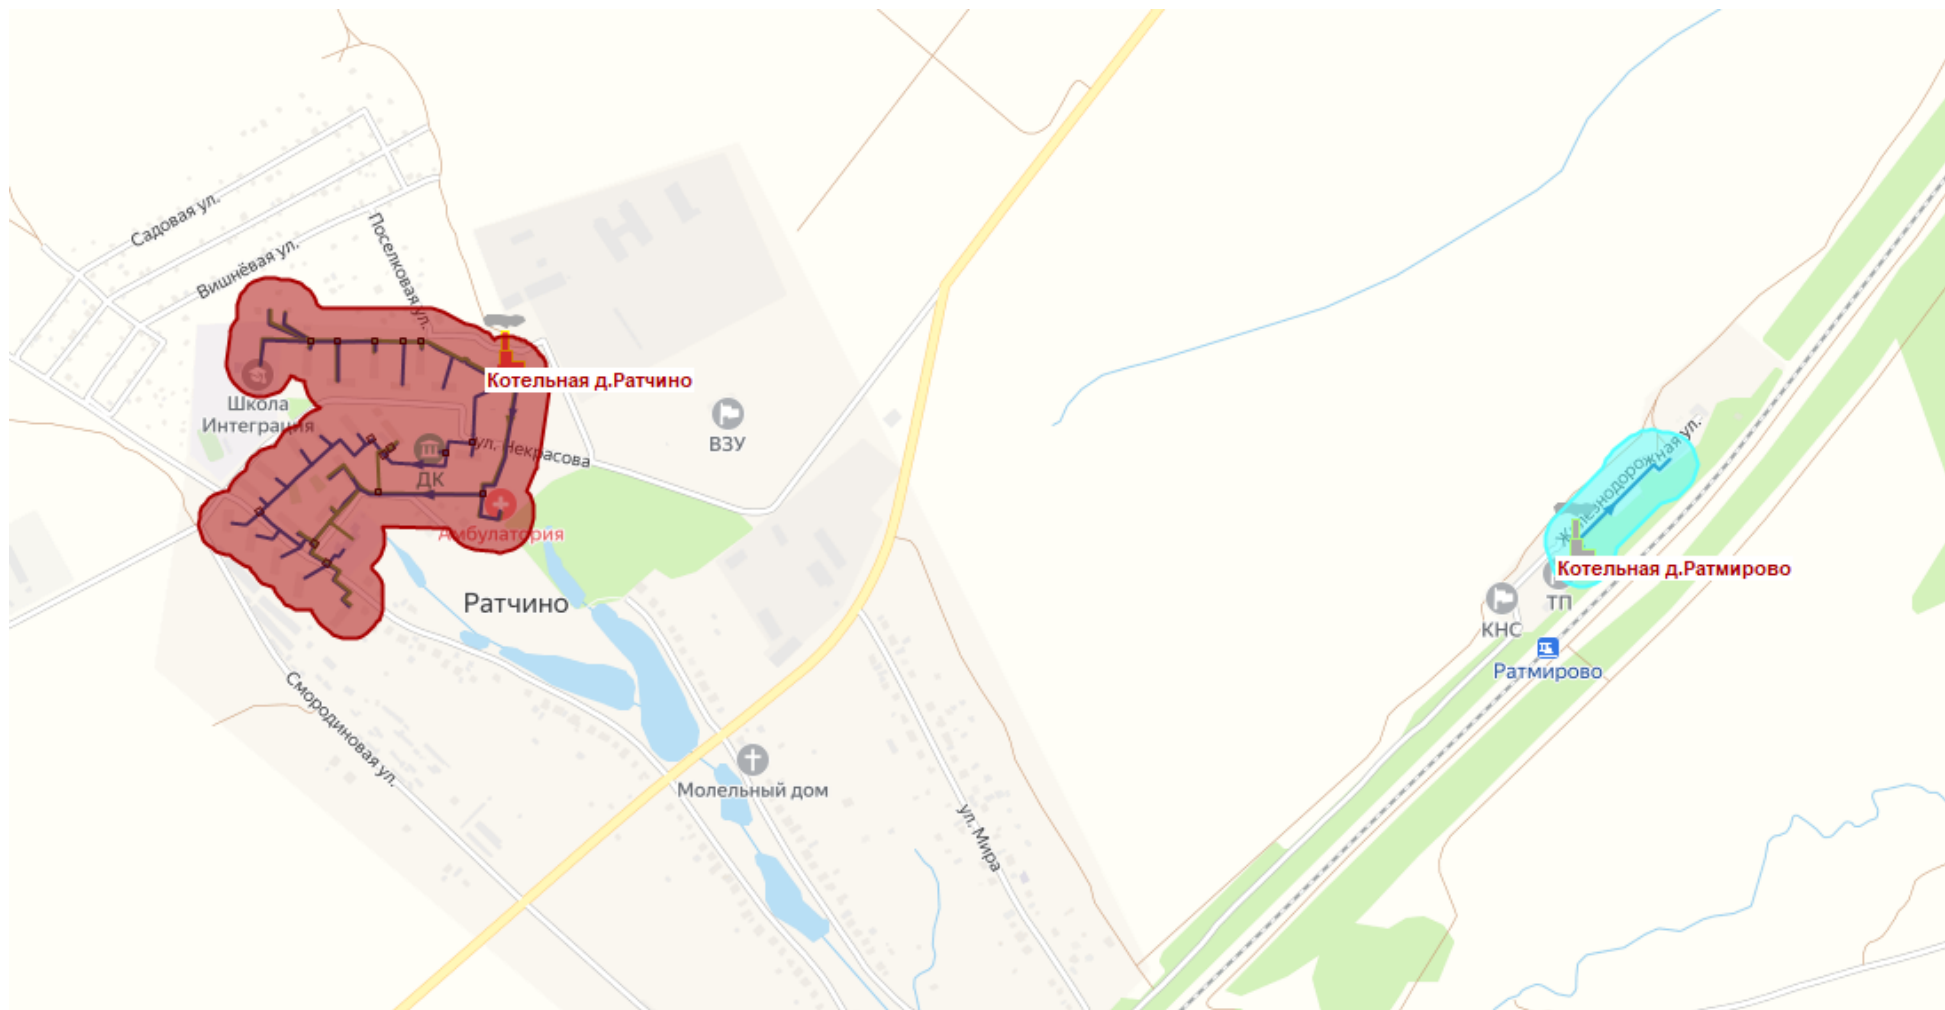 Садовая ул.
Вишнёвая ул.
Поселковая ул.
Котельная д.Ратчино
Школа
Интеграция
ул. Некрасова
ДК
ВЗУ
Амбулатория
Ратчино
Железнодорожная ул.
Котельная д.Ратмирово
ТП
КНС
Ратмирово
Смородиновая ул.
Молельный дом
ул. Мира